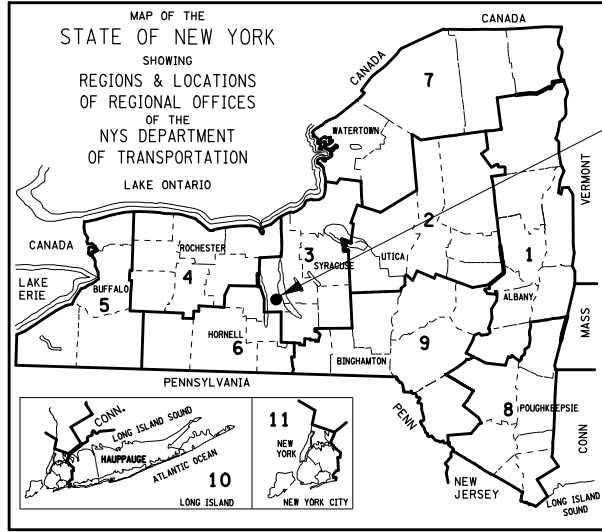 MAP OF THE
STATE OF NEW YORK
SHOWING
REGIONS & LOCATIONS
OF REGIONAL OFFICES
OF THE
NYS DEPARTMENT
OF TRANSPORTATION
LAKE ONTARIO
CANADA
CANADA
7
WATERTOWN
VERMONT
2
CANADA
ROCHESTER
3
SYRACUSE
UTICA
1
4
LAKE
ERIE
BUFFALO
5
ALBANY
MASS
HORNELL
6
9
BINGHAMTON
PENNSYLVANIA
PENN
8
POUGHKEEPSIE
CONN
NEW
JERSEY
LONG ISLAND
SOUND
CONN.
LONG ISLAND SOUND
HAUPPAUGE
ATLANTIC OCEAN
10
LONG ISLAND
11
NEW
YORK
NEW YORK CITY